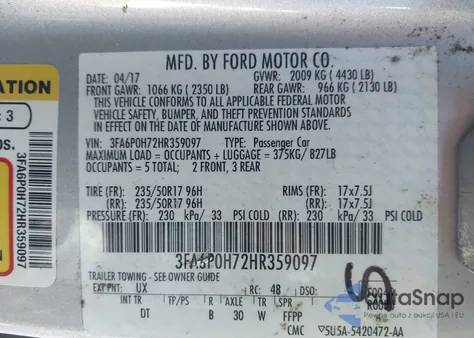 MFD. BY FORD MOTOR CO.
DATE: 04/17 GVWR: 2009 KG ( 4430 LB)
FRONT GAWR: 1066 KG ( 2350 LB) REAR GAWR: 966 KG ( 2130 LB)
THIS VEHICLE CONFORMS TO ALL APPLICABLE FEDERAL MOTOR
VEHICLE SAFETY, BUMPER, AND THEFT PREVENTION STANDARDS
IN EFFECT ON THE DATE OF MANUFACTURE SHOWN ABOVE.
VIN: 3FA6P0H72HR359097 TYPE: Passenger Car
MAXIMUM LOAD = OCCUPANTS + LUGGAGE = 375KG/ 827LB
OCCUPANTS = 5 TOTAL; 2 FRONT, 3 REAR
TIRE (FR): 235/50R17 96H RIMS (FR): 17x7.5J
(RR): 235/50R17 96H (RR): 17x7.5J
PRESSURE (FR): 230 kPa/ 33 PSI COLD (RR): 230 kPa/ 33 PSI COLD
3FA6P0H72HR359097
TRAILER TOWING - SEE OWNER GUIDE
EXT PNT: UX RC: 48
INT TR TP/PS R AXLE TR SPR
DT B 30 W FFPP
CMC ▽5U5A-5420472-AA
ATION
: 3
os.
3FA6P0H72HR359097
S
AutoSnap